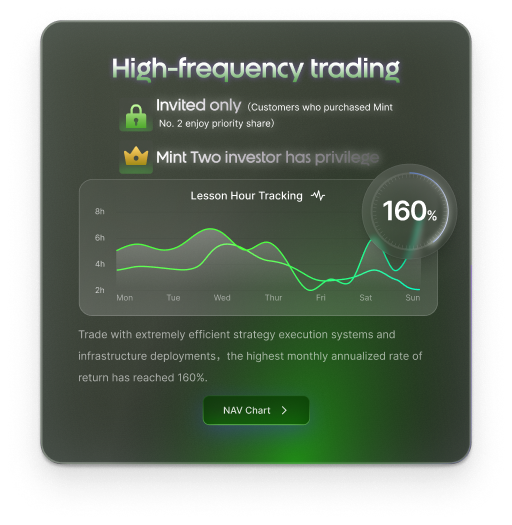 High-frequency trading
Invited only (Customers who purchased Mint
No. 2 enjoy priority share)
Mint Two investor has privilege
Lesson Hour Tracking
160%
8h
6h
4h
2h
Mon Tue Wed Thur Fri Sat Sun
Trade with extremely efficient strategy execution systems and
infrastructure deployments, the highest monthly annualized rate of
return has reached 160%.
NAV Chart